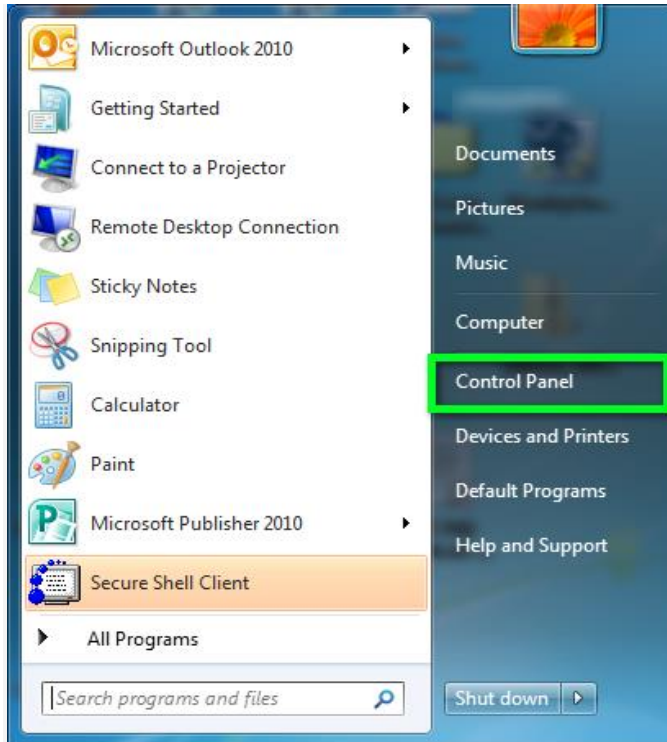 Microsoft Outlook 2010
Getting Started
Connect to a Projector
Remote Desktop Connection
Sticky Notes
Snipping Tool
Calculator
Paint
Microsoft Publisher 2010
Secure Shell Client
All Programs
Search programs and files
Documents
Pictures
Music
Computer
Control Panel
Devices and Printers
Default Programs
Help and Support
Shut down